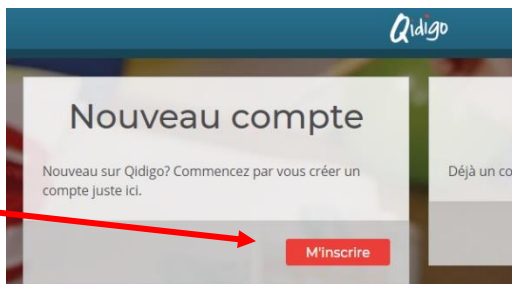 Qidigo
Nouveau compte
Nouveau sur Qidigo? Commencez par vous créer un
compte juste ici.
M'inscrire
Déjà un co